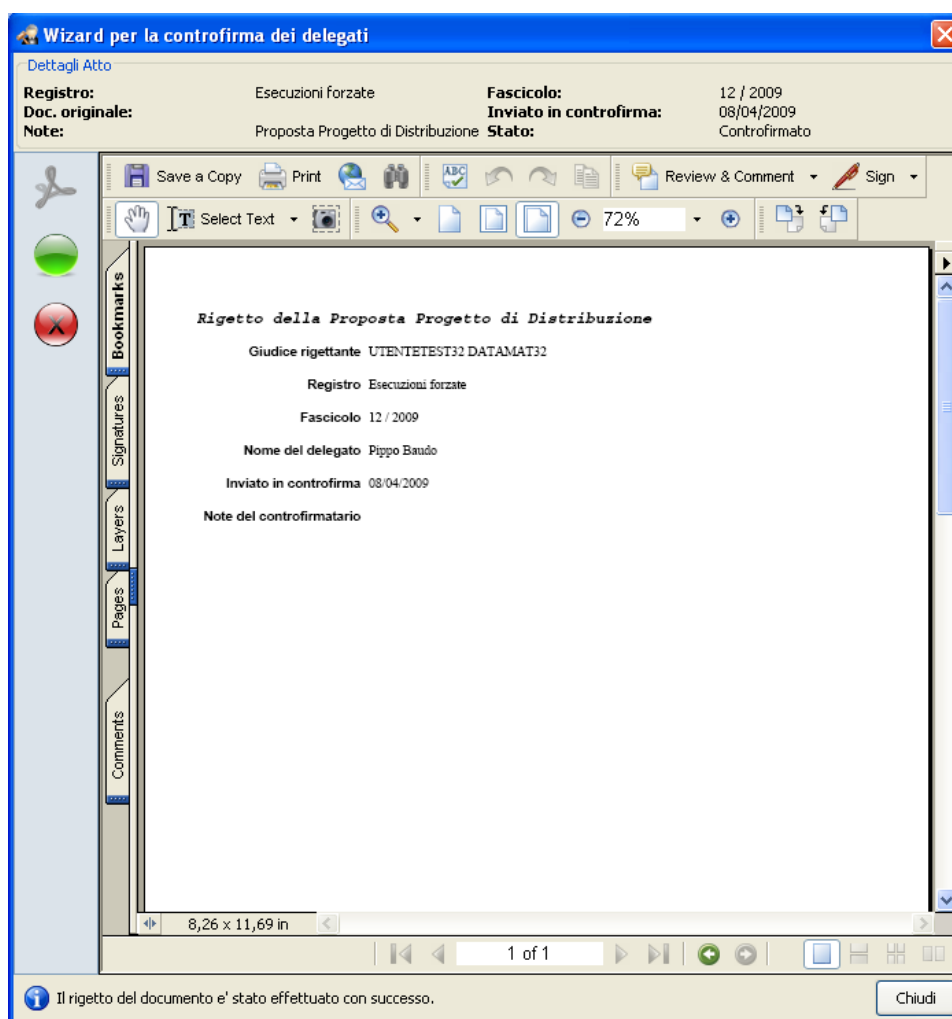 Wizard per la controfirma dei delegati
Dettagli Atto
Registro: Esecuzioni forzate Fascicolo: 12 / 2009
Doc. originale: Inviato in controfirma: 08/04/2009
Note: Proposta Progetto di Distribuzione Stato: Controfirmato
Save a Copy Print ABC Review & Comment Sign
T Select Text 72%
Bookmarks
Signatures
Layers
Pages
Comments
Rigetto della Proposta Progetto di Distribuzione
Giudice rigettante UTENTETEST32 DATAMAT32
Registro Esecuzioni forzate
Fascicolo 12 / 2009
Nome del delegato Pippo Baudo
Inviato in controfirma 08/04/2009
Note del controfirmatario
8,26 x 11,69 in
1 of 1
Il rigetto del documento e' stato effettuato con successo. Chiudi